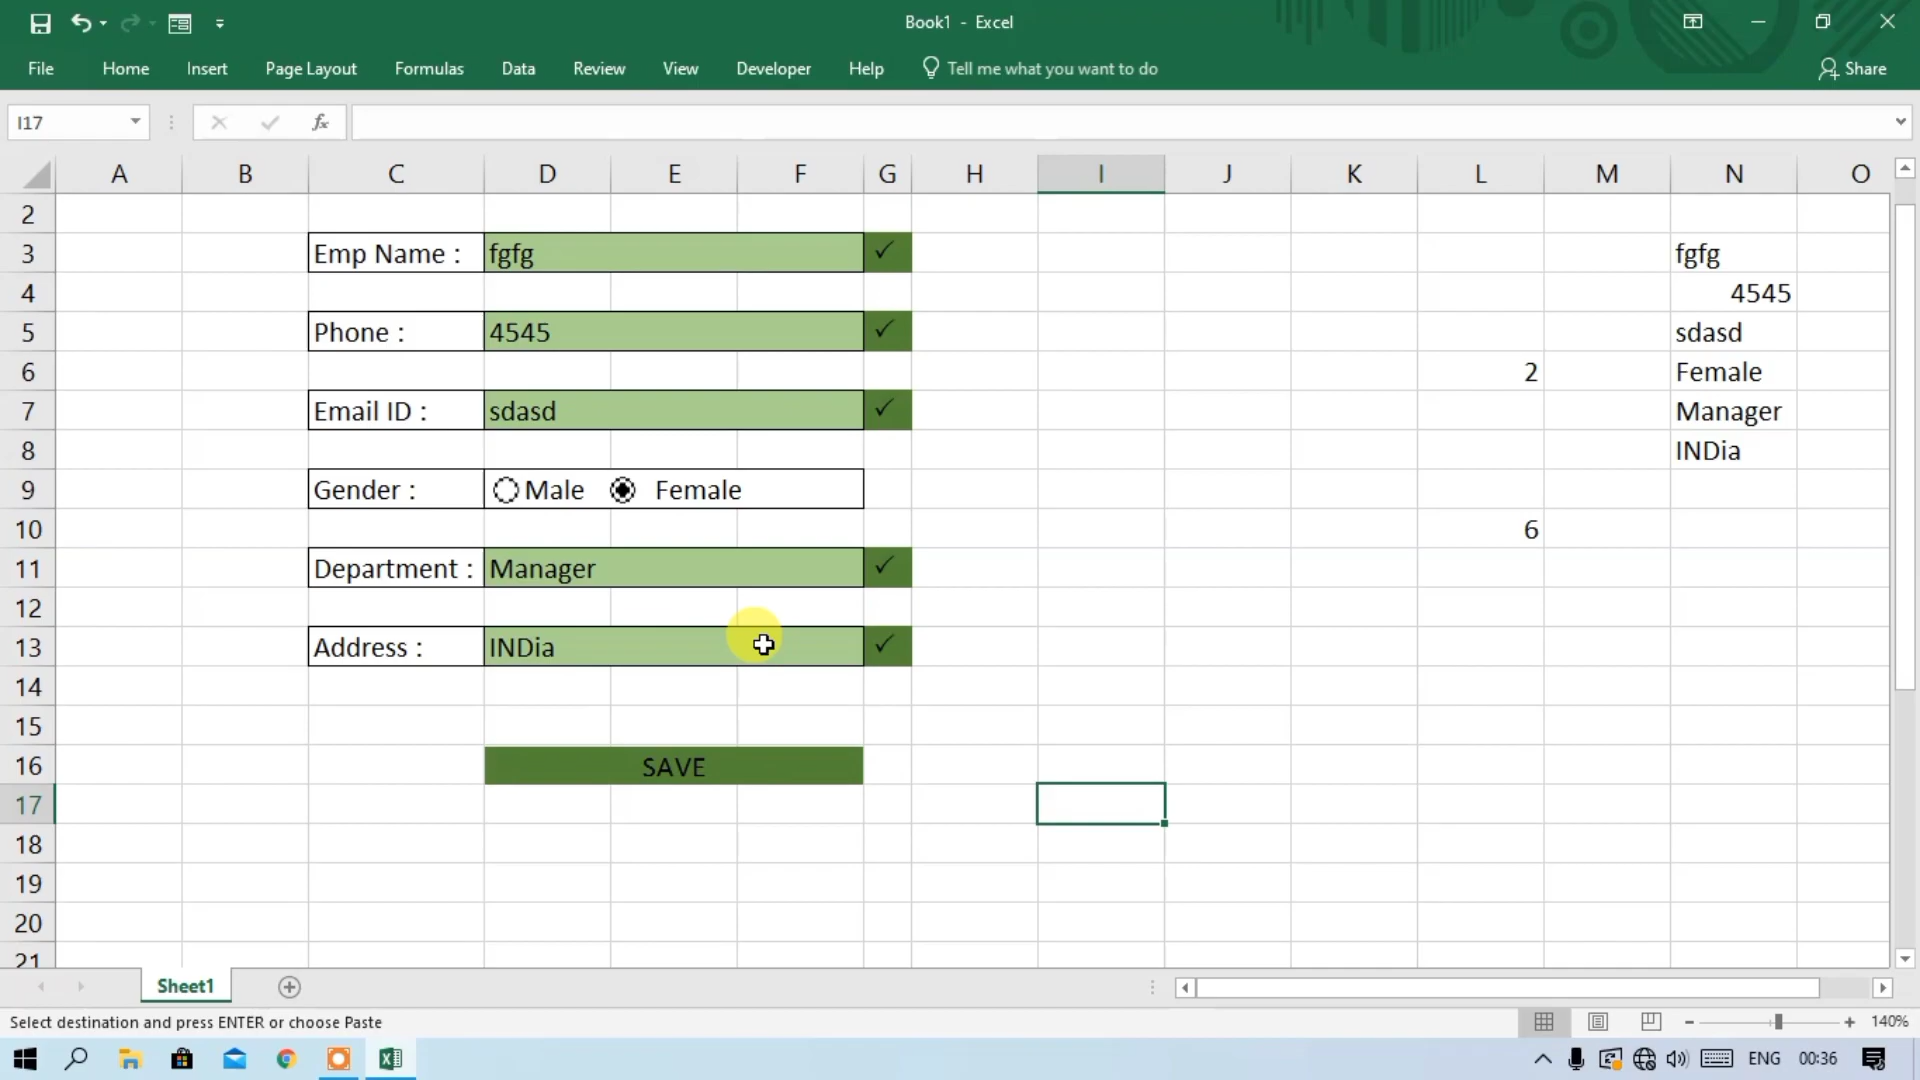 Book1 - Excel
File Home Insert Page Layout Formulas Data Review View Developer Help Tell me what you want to do Share
I17 fx
A B C D E F G H I J K L M N O
2
3 Emp Name : fgfg ✓ fgfg
4 4545
5 Phone : 4545 ✓ sdasd
6 2 Female
7 Email ID : sdasd ✓ Manager
8 INDia
9 Gender : Male Female
10 6
11 Department : Manager ✓
12
13 Address : INDia ✓
14
15
16 SAVE
17
18
19
20
21
Sheet1
Select destination and press ENTER or choose Paste 140%
ENG 00:36